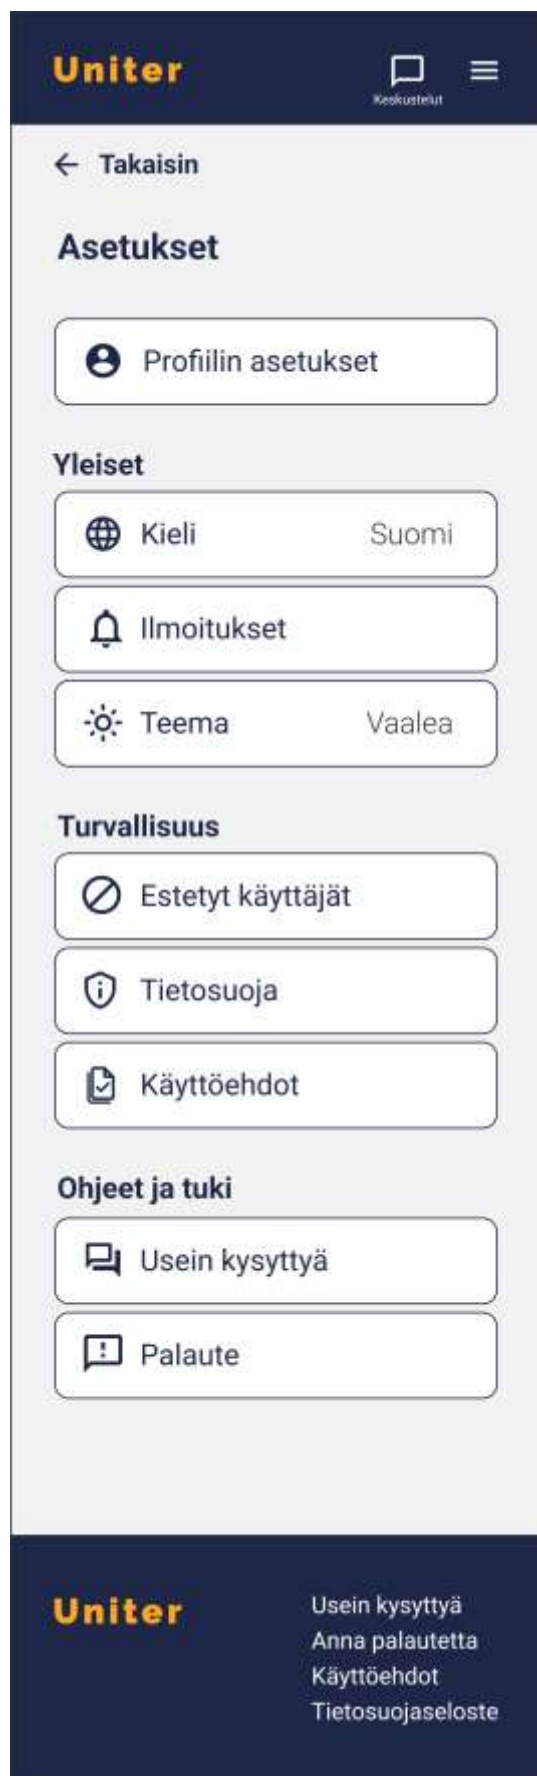 Uniter
Keskustelut
Takaisin
Asetukset
Profiilin asetukset
Yleiset
Kieli Suomi
Ilmoitukset
Teema Vaalea
Turvallisuus
Estetyt käyttäjät
Tietosuoja
Käyttöehdot
Ohjeet ja tuki
Usein kysyttyä
Palaute
Uniter
Usein kysyttyä
Anna palautetta
Käyttöehdot
Tietosuojaseloste